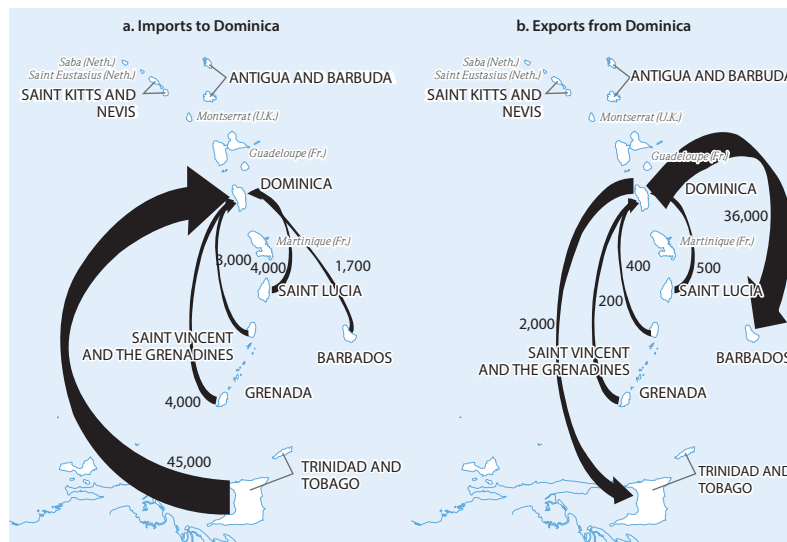 a. Imports to Dominica
Saba (Neth.)
Saint Eustasius (Neth.)
SAINT KITTS AND
NEVIS
ANTIGUA AND BARBUDA
Montserrat (U.K.)
Guadeloupe (Fr.)
DOMINICA
Martinique (Fr.)
3,000
4,000
1,700
SAINT LUCIA
SAINT VINCENT
AND THE GRENADINES
BARBADOS
GRENADA
4,000
45,000
TRINIDAD AND
TOBAGO
b. Exports from Dominica
Saba (Neth.)
Saint Eustasius (Neth.)
SAINT KITTS AND
NEVIS
ANTIGUA AND BARBUDA
Montserrat (U.K.)
Guadeloupe (Fr.)
DOMINICA
36,000
Martinique (Fr.)
400
500
SAINT LUCIA
200
2,000
SAINT VINCENT
AND THE GRENADINES
BARBADOS
GRENADA
TRINIDAD AND
TOBAGO